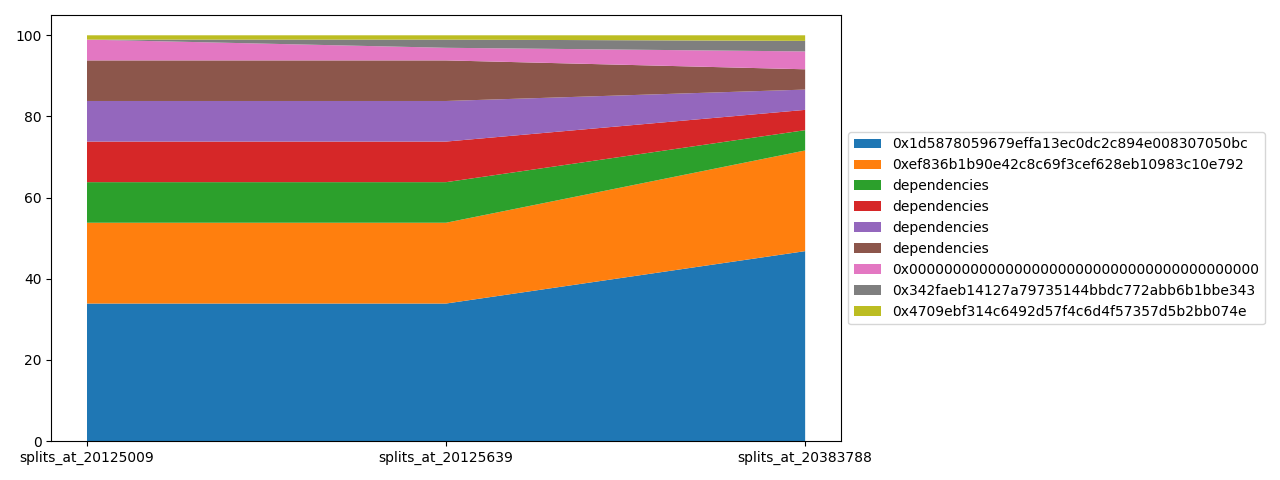 100
80
60
40
20
0
splits_at_20125009
splits_at_20125639
splits_at_20383788
0x1d5878059679effa13ec0dc2c894e008307050bc
0xef836b1b90e42c8c69f3cef628eb10983c10e792
dependencies
dependencies
dependencies
dependencies
0x0000000000000000000000000000000000000000
0x342faeb14127a79735144bbdc772abb6b1bbe343
0x4709ebf314c6492d57f4c6d4f57357d5b2bb074e